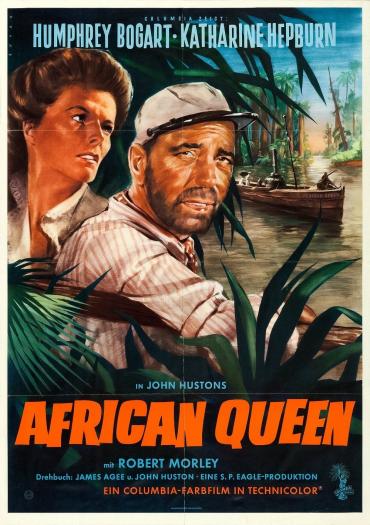 COLUMBIA ZEIGT:
HUMPHREY BOGART · KATHARINE HEPBURN
IN JOHN HUSTONS
AFRICAN QUEEN
mit ROBERT MORLEY
Drehbuch: JAMES AGEE u. JOHN HUSTON · EINE S. P. EAGLE-PRODUKTION
EIN COLUMBIA-FARBFILM IN TECHNICOLOR